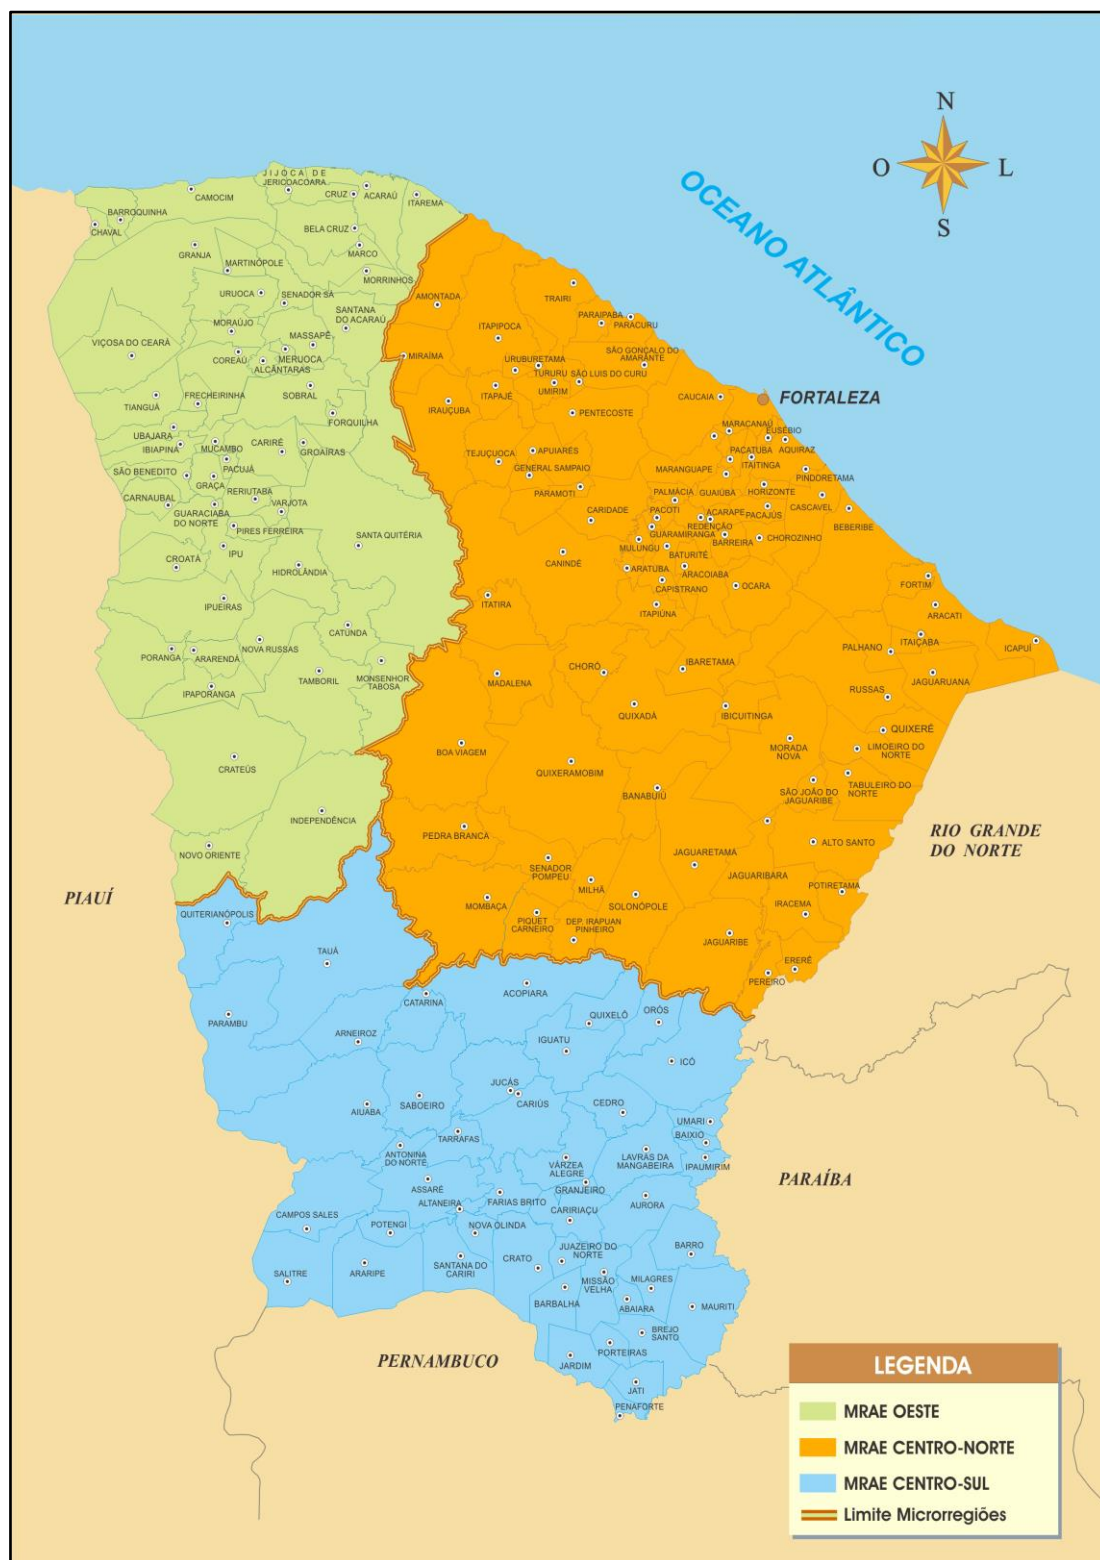 N
O
L
S
OCEANO ATLÂNTICO
JIJOCA DE
JERICOACOARA
CAMOCIM
CRUZ
ACARAÚ
ITAREMA
BARROQUINHA
CHAVAL
BELA CRUZ
MARCO
GRANJA
MARTINÓPOLE
MORRINHOS
URUOCA
SENADOR SÁ
SANTANA
DO ACARAÚ
MORAÚJO
MASSAPÊ
VIÇOSA DO CEARÁ
COREAÚ
MERUOCA
ALCÂNTARAS
FRECHEIRINHA
SOBRAL
TIANGUÁ
FORQUILHA
UBAJARA
IBIAPINA
MUCAMBO
CARIRÉ
GROAÍRAS
PACUJÁ
SÃO BENEDITO
GRAÇA
RERIUTABA
VARJOTA
CARNAUBAL
GUARACIABA
DO NORTE
PIRES FERREIRA
SANTA QUITÉRIA
IPU
CROATÁ
HIDROLÂNDIA
IPUEIRAS
CATUNDA
NOVA RUSSAS
PORANGA
ARARENDÁ
TAMBORIL
MONSENHOR
TABOSA
IPAPORANGA
CRATEÚS
INDEPENDÊNCIA
NOVO ORIENTE
AMONTADA
TRAIRI
PARAIPABA
PARACURU
ITAPIPOCA
MIRAÍMA
URUBURETAMA
TURURU
SÃO GONÇALO DO
AMARANTE
SÃO LUIS DO CURU
UMIRIM
ITAPAJÉ
IRAUÇUBA
PENTECOSTE
CAUCAIA
FORTALEZA
MARACANAÚ
EUSÉBIO
AQUIRAZ
PACATUBA
ITAITINGA
TEJUÇUOCA
APUIARÉS
GENERAL SAMPAIO
MARANGUAPE
PINDORETAMA
GUAIÚBA
HORIZONTE
PARAMOTI
PALMÁCIA
CASCAVEL
CARIDADE
PACOTI
ACARAPE
PACAJÚS
BEBERIBE
REDENÇÃO
GUARAMIRANGA
BARREIRA
CHOROZINHO
MULUNGU
BATURITÉ
CANINDÉ
ARATUBA
ARACOIABA
CAPISTRANO
OCARA
ITATIRA
ITAPIÚNA
FORTIM
ARACATI
ITAIÇABA
ICAPUÍ
PALHANO
JAGUARUANA
CHORÓ
IBARETAMA
MADALENA
RUSSAS
QUIXADÁ
IBICUITINGA
QUIXERÉ
BOA VIAGEM
MORADA
NOVA
LIMOEIRO DO
NORTE
QUIXERAMOBIM
BANABUIÚ
SÃO JOÃO DO
JAGUARIBE
TABULEIRO DO
NORTE
PEDRA BRANCA
ALTO SANTO
SENADOR
POMPEU
JAGUARETAMA
JAGUARIBARA
MILHÃ
POTIRETAMA
MOMBAÇA
SOLONÓPOLE
IRACEMA
PIQUET
CARNEIRO
DEP. IRAPUAN
PINHEIRO
JAGUARIBE
ERERÊ
PEREIRO
RIO GRANDE
DO NORTE
PIAUÍ
QUITERIANÓPOLIS
TAUÁ
CATARINA
ACOPIARA
PARAMBU
ARNEIROZ
QUIXELÔ
ORÓS
IGUATU
ICÓ
JUCÁS
CARIÚS
SABOEIRO
AIUABA
CEDRO
UMARI
BAIXIO
IPAUMIRIM
TARRAFAS
ANTONINA
DO NORTE
VÁRZEA
ALEGRE
LAVRAS DA
MANGABEIRA
GRANJEIRO
ASSARÉ
ALTANEIRA
FARIAS BRITO
CARIRIAÇU
AURORA
CAMPOS SALES
POTENGI
NOVA OLINDA
JUAZEIRO DO
NORTE
BARRO
SALITRE
ARARIPE
SANTANA DO
CARIRI
CRATO
MISSÃO
VELHA
MILAGRES
BARBALHA
ABAIARA
MAURITI
BREJO
SANTO
PORTEIRAS
JARDIM
JATI
PENAFORTE
PARAÍBA
PERNAMBUCO
LEGENDA
MRAE OESTE
MRAE CENTRO-NORTE
MRAE CENTRO-SUL
Limite Microrregiões